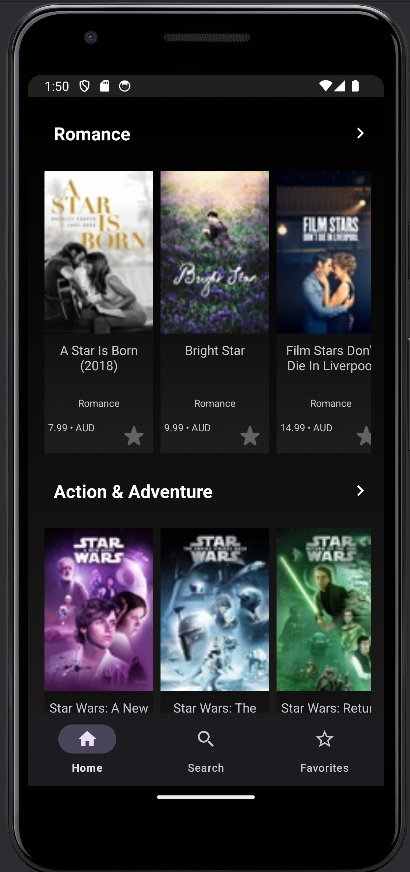 1:50
Romance
A
STAR
IS
BORN
Bright Star
FILM STARS
DON'T DIE IN LIVERPOOL
A Star Is Born
(2018)
Bright Star
Film Stars Don'
Die In Liverpoo
Romance
Romance
Romance
7.99 • AUD
9.99 • AUD
14.99 • AUD
Action & Adventure
STAR
WARS
STAR
WARS
STAR
WARS
Star Wars: A New
Star Wars: The
Star Wars: Retur
Home
Search
Favorites